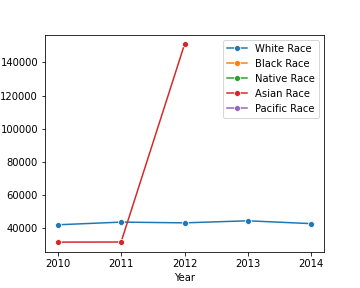 White Race
Black Race
Native Race
Asian Race
Pacific Race
140000
120000
100000
80000
60000
40000
2010 2011 2012 2013 2014
Year